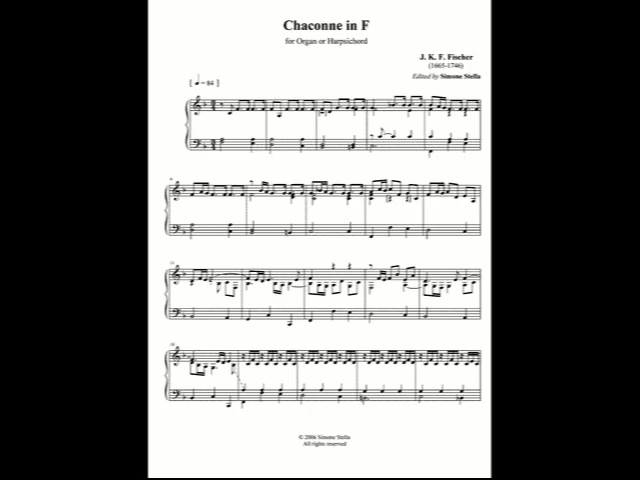 Chaconne in F
for Organ or Harpsichord
J. K. F. Fischer
(1665-1746)
Edited by Simone Stella
[ ♩ = 84 ]
© 2006 Simone Stella
All rights reserved